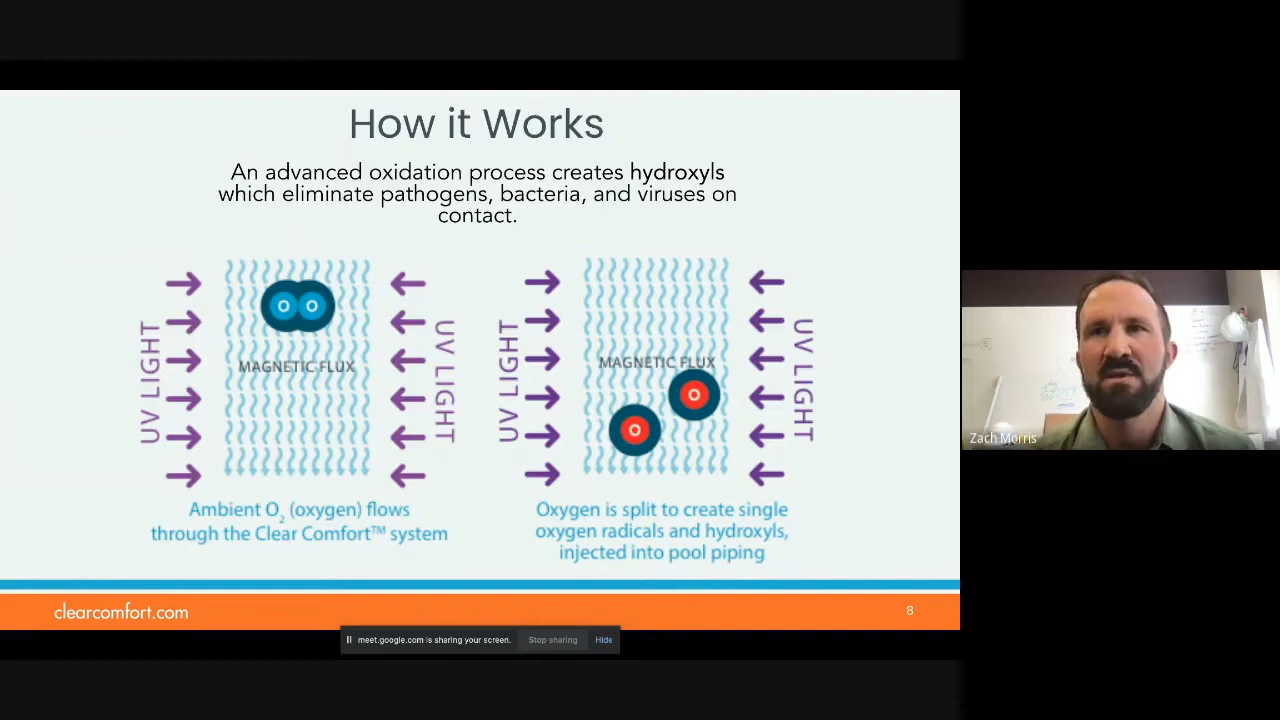 How it Works
An advanced oxidation process creates hydroxyls
which eliminate pathogens, bacteria, and viruses on
contact.
UV LIGHT
O O
MAGNETIC FLUX
UV LIGHT
Ambient O₂ (oxygen) flows
through the Clear Comfort™ system
UV LIGHT
MAGNETIC FLUX
O
O
UV LIGHT
Oxygen is split to create single
oxygen radicals and hydroxyls,
injected into pool piping
clearcomfort.com
8
meet.google.com is sharing your screen. Stop sharing Hide
Zach Morris